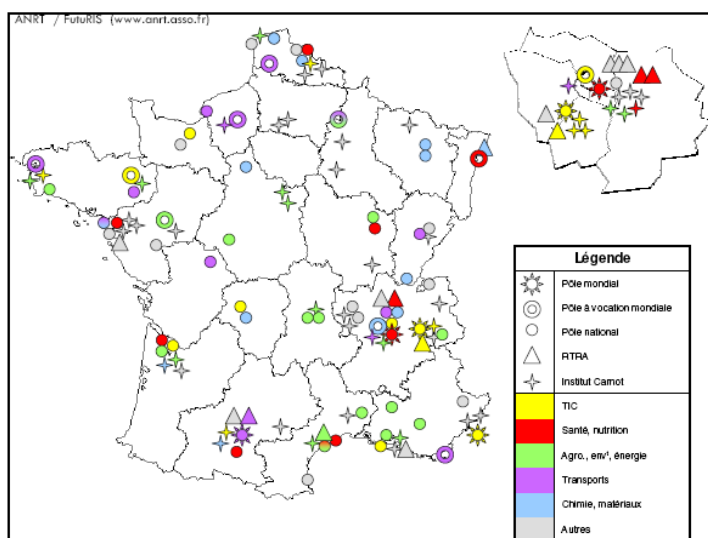 ANRT / FutuRIS (www.anrt.asso.fr)
Légende
Pôle mondial
Pôle à vocation mondiale
Pôle national
RTRA
Institut Carnot
TIC
Santé, nutrition
Agro., envᵗ, énergie
Transports
Chimie, matériaux
Autres